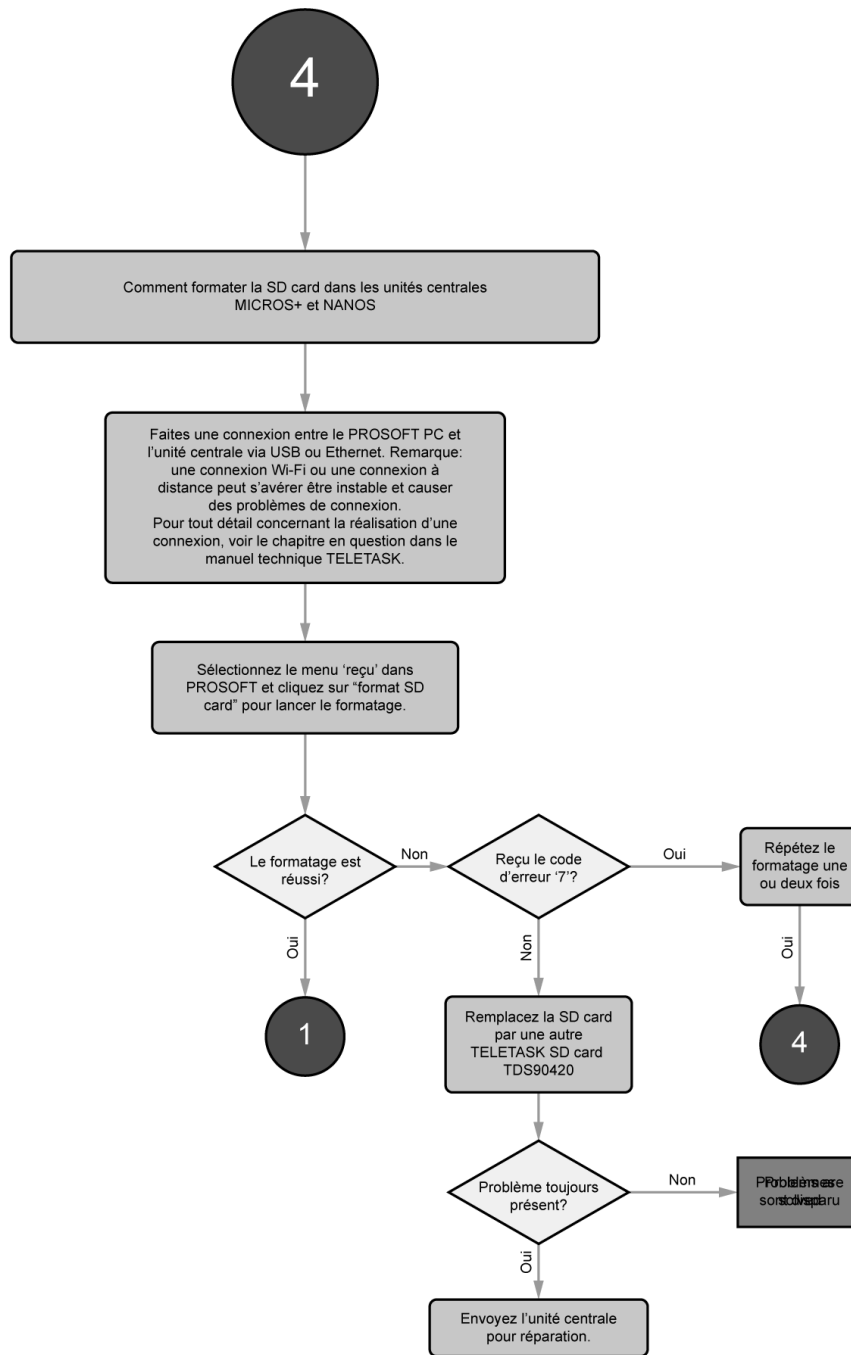 4
Comment formater la SD card dans les unités centrales
MICROS+ et NANOS
Faites une connexion entre le PROSOFT PC et
l’unité centrale via USB ou Ethernet. Remarque:
une connexion Wi-Fi ou une connexion à
distance peut s’avérer être instable et causer
des problèmes de connexion.
Pour tout détail concernant la réalisation d’une
connexion, voir le chapitre en question dans le
manuel technique TELETASK.
Sélectionnez le menu ‘reçu’ dans
PROSOFT et cliquez sur “format SD
card” pour lancer le formatage.
Le formatage est
réussi?
Non
Reçu le code
d’erreur ‘7’?
Oui
Répétez le
formatage une
ou deux fois
Oui
Non
Oui
1
Remplacez la SD card
par une autre
TELETASK SD card
TDS90420
4
Problème toujours
présent?
Non
Oui
Envoyez l’unité centrale
pour réparation.